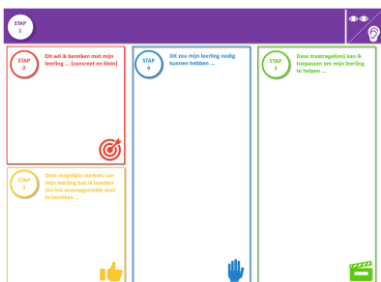 STAP
1
STAP
2
Dit wil ik bereiken met mijn
leerling ... (concreet en klein)
STAP
3
Deze mogelijke sterktes van
mijn leerling kan ik inzetten
om het vooropgestelde doel
te bereiken ...
STAP
4
Dit zou mijn leerling nodig
kunnen hebben ...
STAP
5
Deze maatregel(en) kan ik
toepassen om mijn leerling
te helpen ...